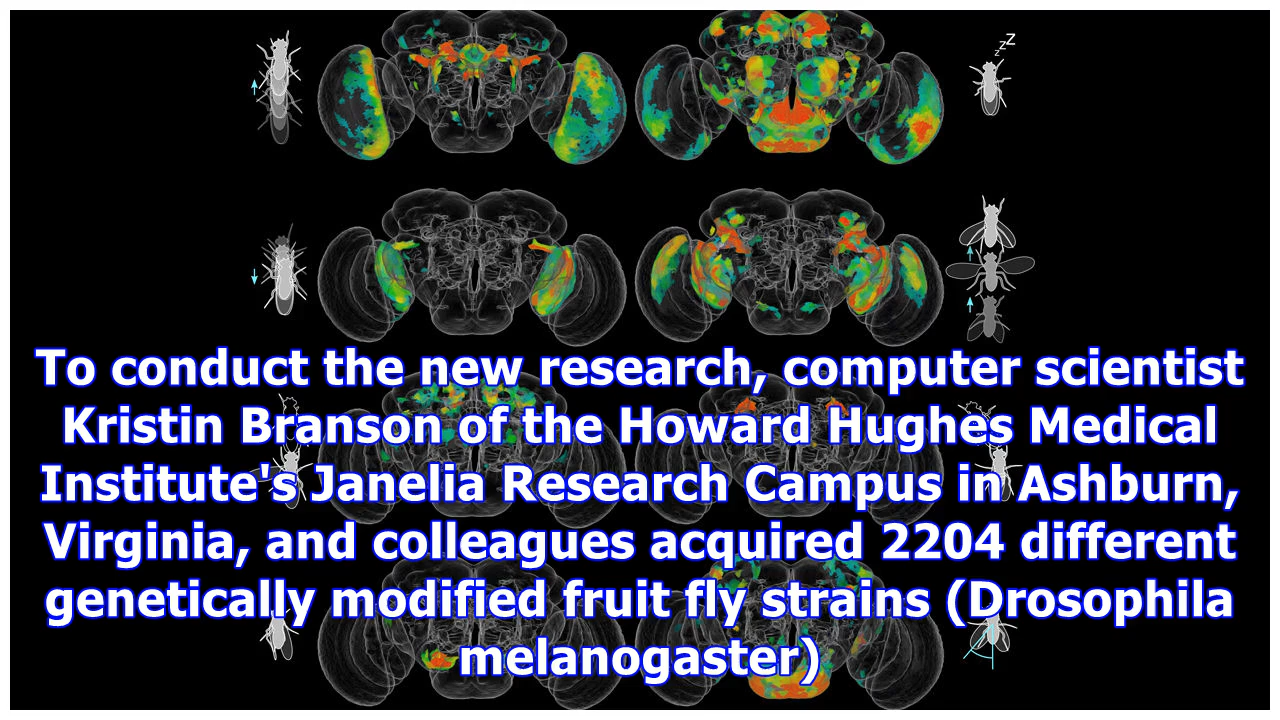 z z Z
To conduct the new research, computer scientist
Kristin Branson of the Howard Hughes Medical
Institute's Janelia Research Campus in Ashburn,
Virginia, and colleagues acquired 2204 different
genetically modified fruit fly strains (Drosophila
melanogaster)